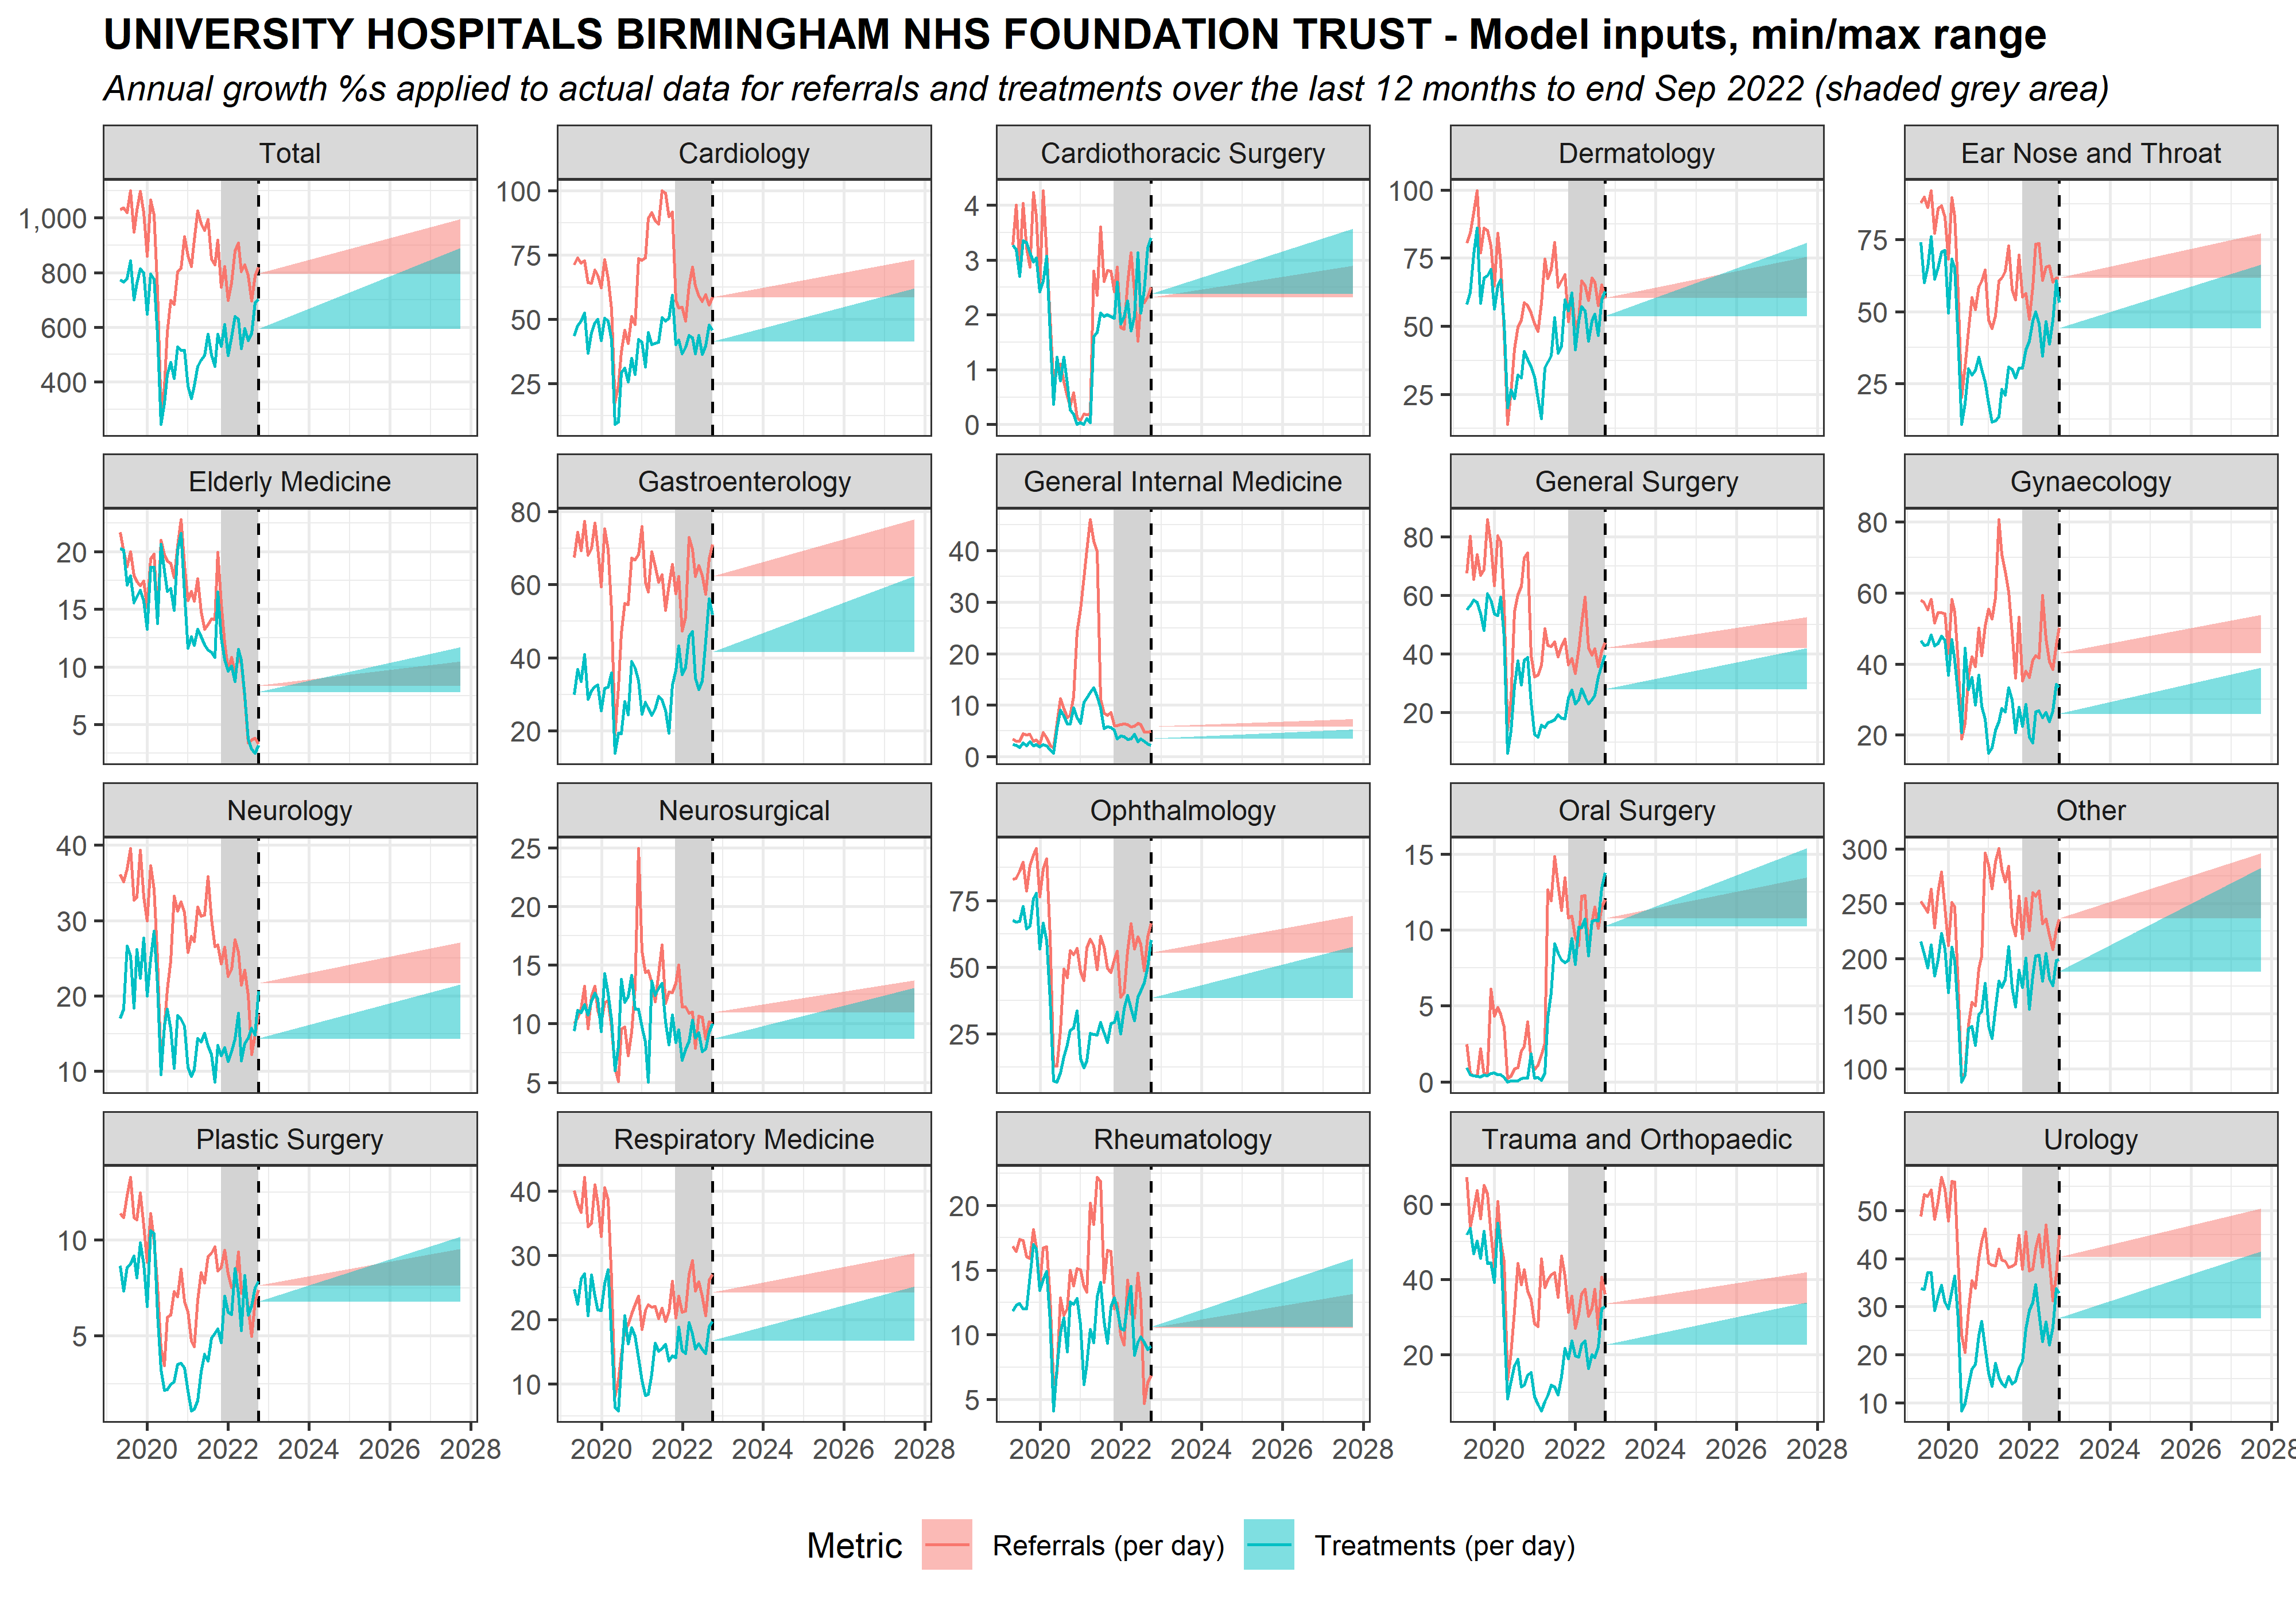 UNIVERSITY HOSPITALS BIRMINGHAM NHS FOUNDATION TRUST - Model inputs, min/max range
Annual growth %s applied to actual data for referrals and treatments over the last 12 months to end Sep 2022 (shaded grey area)
Total
Cardiology
Cardiothoracic Surgery
Dermatology
Ear Nose and Throat
1,000
800
600
400
100
75
50
25
4
3
2
1
0
100
75
50
25
75
50
25
Elderly Medicine
Gastroenterology
General Internal Medicine
General Surgery
Gynaecology
20
15
10
5
80
60
40
20
40
30
20
10
0
80
60
40
20
80
60
40
20
Neurology
Neurosurgical
Ophthalmology
Oral Surgery
Other
40
30
20
10
25
20
15
10
5
75
50
25
15
10
5
0
300
250
200
150
100
Plastic Surgery
Respiratory Medicine
Rheumatology
Trauma and Orthopaedic
Urology
10
5
40
30
20
10
20
15
10
5
60
40
20
50
40
30
20
10
2020 2022 2024 2026 2028
2020 2022 2024 2026 2028
2020 2022 2024 2026 2028
2020 2022 2024 2026 2028
2020 2022 2024 2026 2028
Metric Referrals (per day) Treatments (per day)